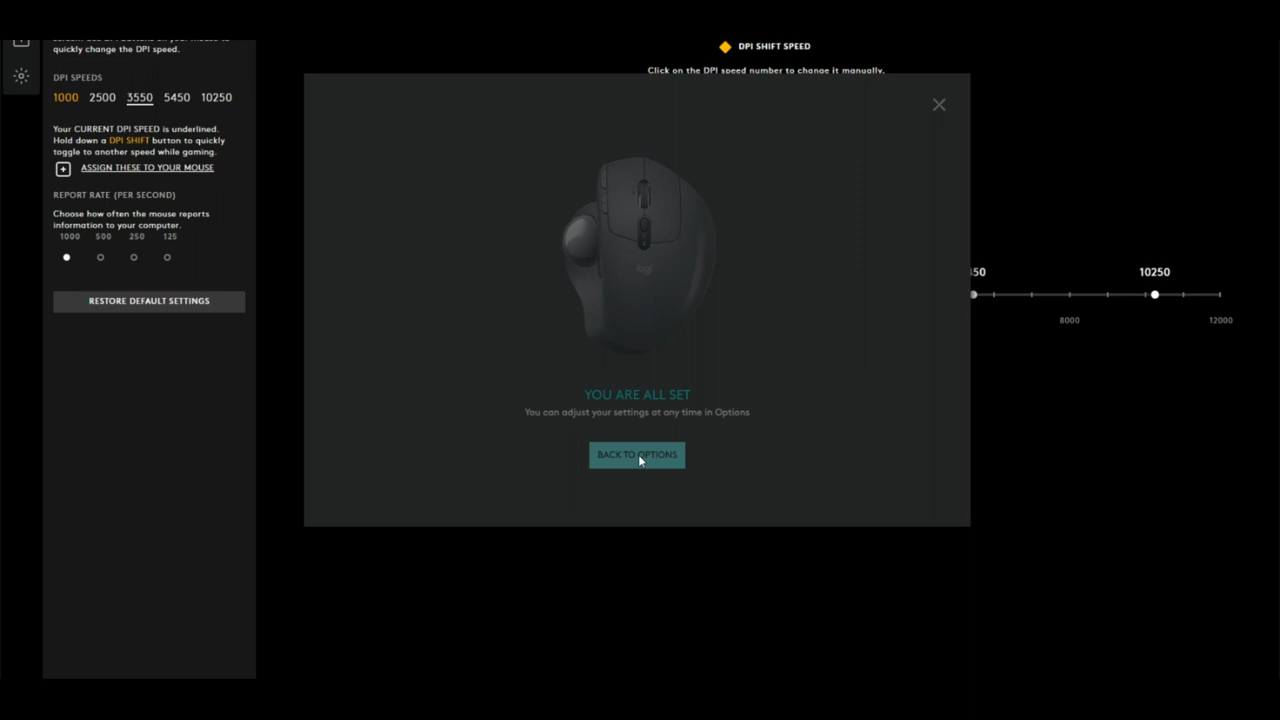 quickly change the DPI speed.
DPI SPEEDS
1000 2500 3550 5450 10250
Your CURRENT DPI SPEED is underlined.
Hold down a DPI SHIFT button to quickly
toggle to another speed while gaming.
ASSIGN THESE TO YOUR MOUSE
REPORT RATE (PER SECOND)
Choose how often the mouse reports
information to your computer.
1000 500 250 125
RESTORE DEFAULT SETTINGS
DPI SHIFT SPEED
Click on the DPI speed number to change it manually.
logi
YOU ARE ALL SET
You can adjust your settings at any time in Options
BACK TO OPTIONS
450 10250
8000 12000